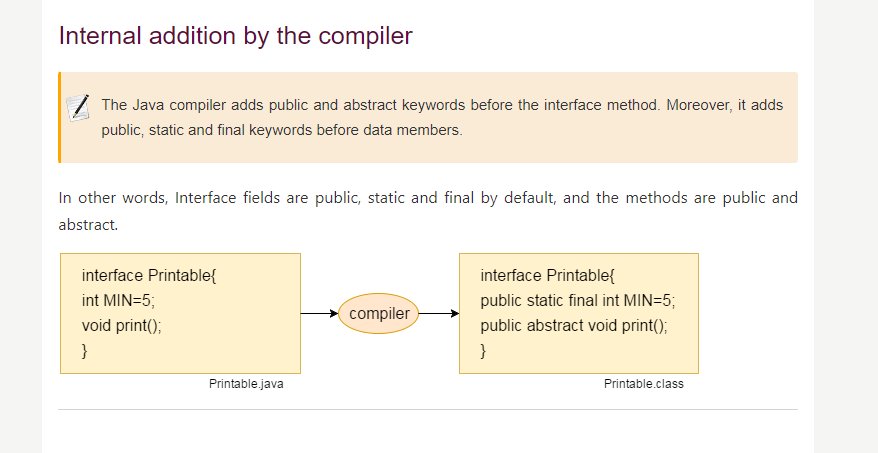 Internal addition by the compiler
The Java compiler adds public and abstract keywords before the interface method. Moreover, it adds
public, static and final keywords before data members.
In other words, Interface fields are public, static and final by default, and the methods are public and
abstract.
interface Printable{
int MIN=5;
void print();
}
Printable.java
compiler
interface Printable{
public static final int MIN=5;
public abstract void print();
}
Printable.class